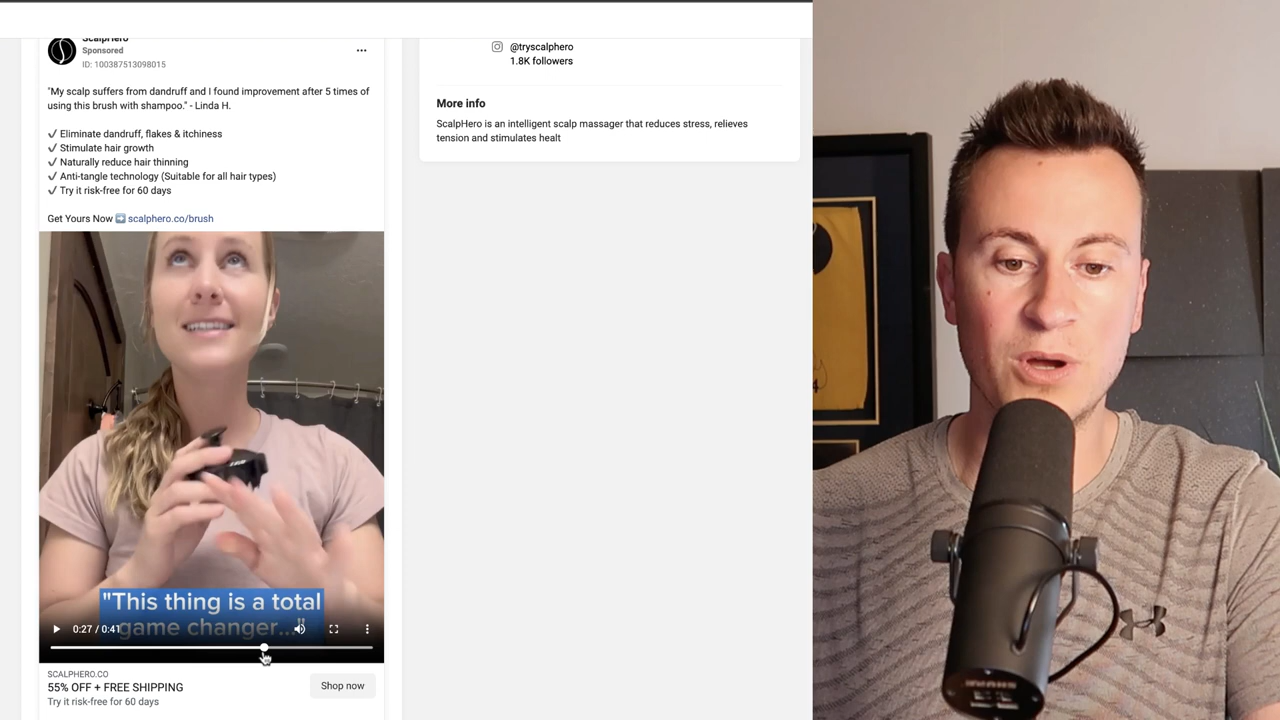 ScalpHero
Sponsored
ID: 100387513098015
"My scalp suffers from dandruff and I found improvement after 5 times of
using this brush with shampoo." - Linda H.
✓ Eliminate dandruff, flakes & itchiness
✓ Stimulate hair growth
✓ Naturally reduce hair thinning
✓ Anti-tangle technology (Suitable for all hair types)
✓ Try it risk-free for 60 days
Get Yours Now ➡ scalphero.co/brush
"This thing is a total
game changer..."
0:27 / 0:41
SCALPHERO.CO
55% OFF + FREE SHIPPING
Try it risk-free for 60 days
Shop now
@tryscalphero
1.8K followers
More info
ScalpHero is an intelligent scalp massager that reduces stress, relieves
tension and stimulates healt